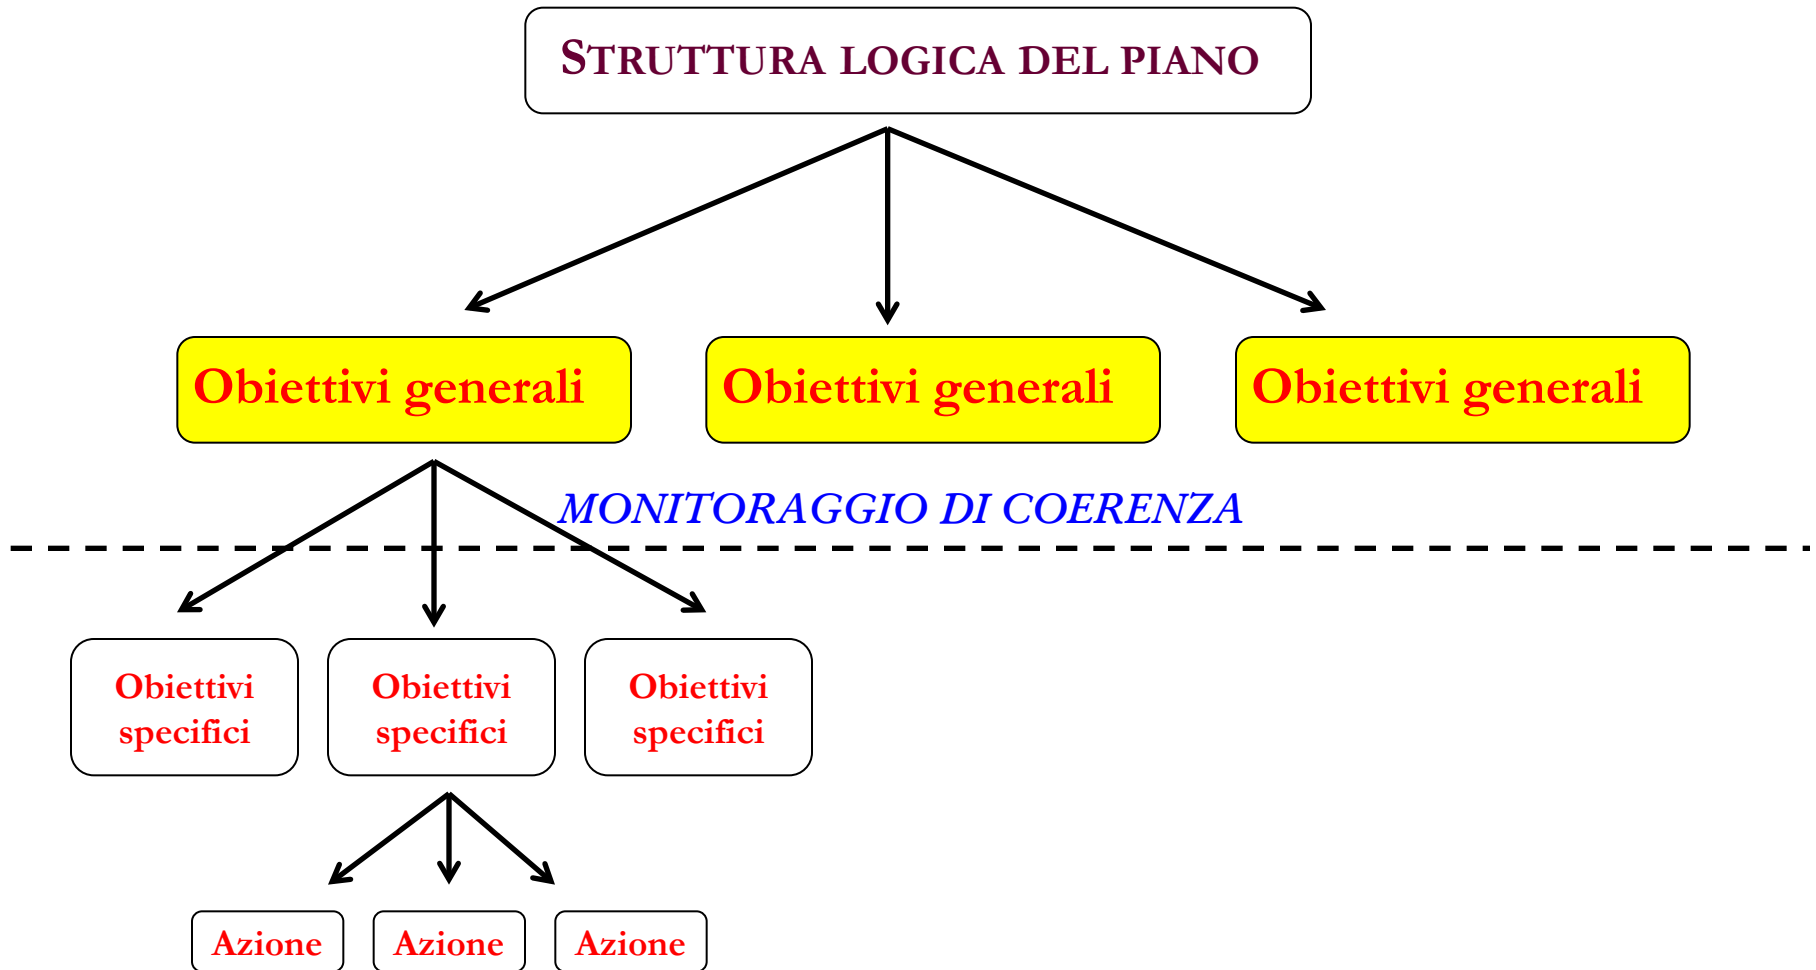 STRUTTURA LOGICA DEL PIANO
Obiettivi generali
Obiettivi generali
Obiettivi generali
MONITORAGGIO DI COERENZA
Obiettivi
specifici
Obiettivi
specifici
Obiettivi
specifici
Azione
Azione
Azione